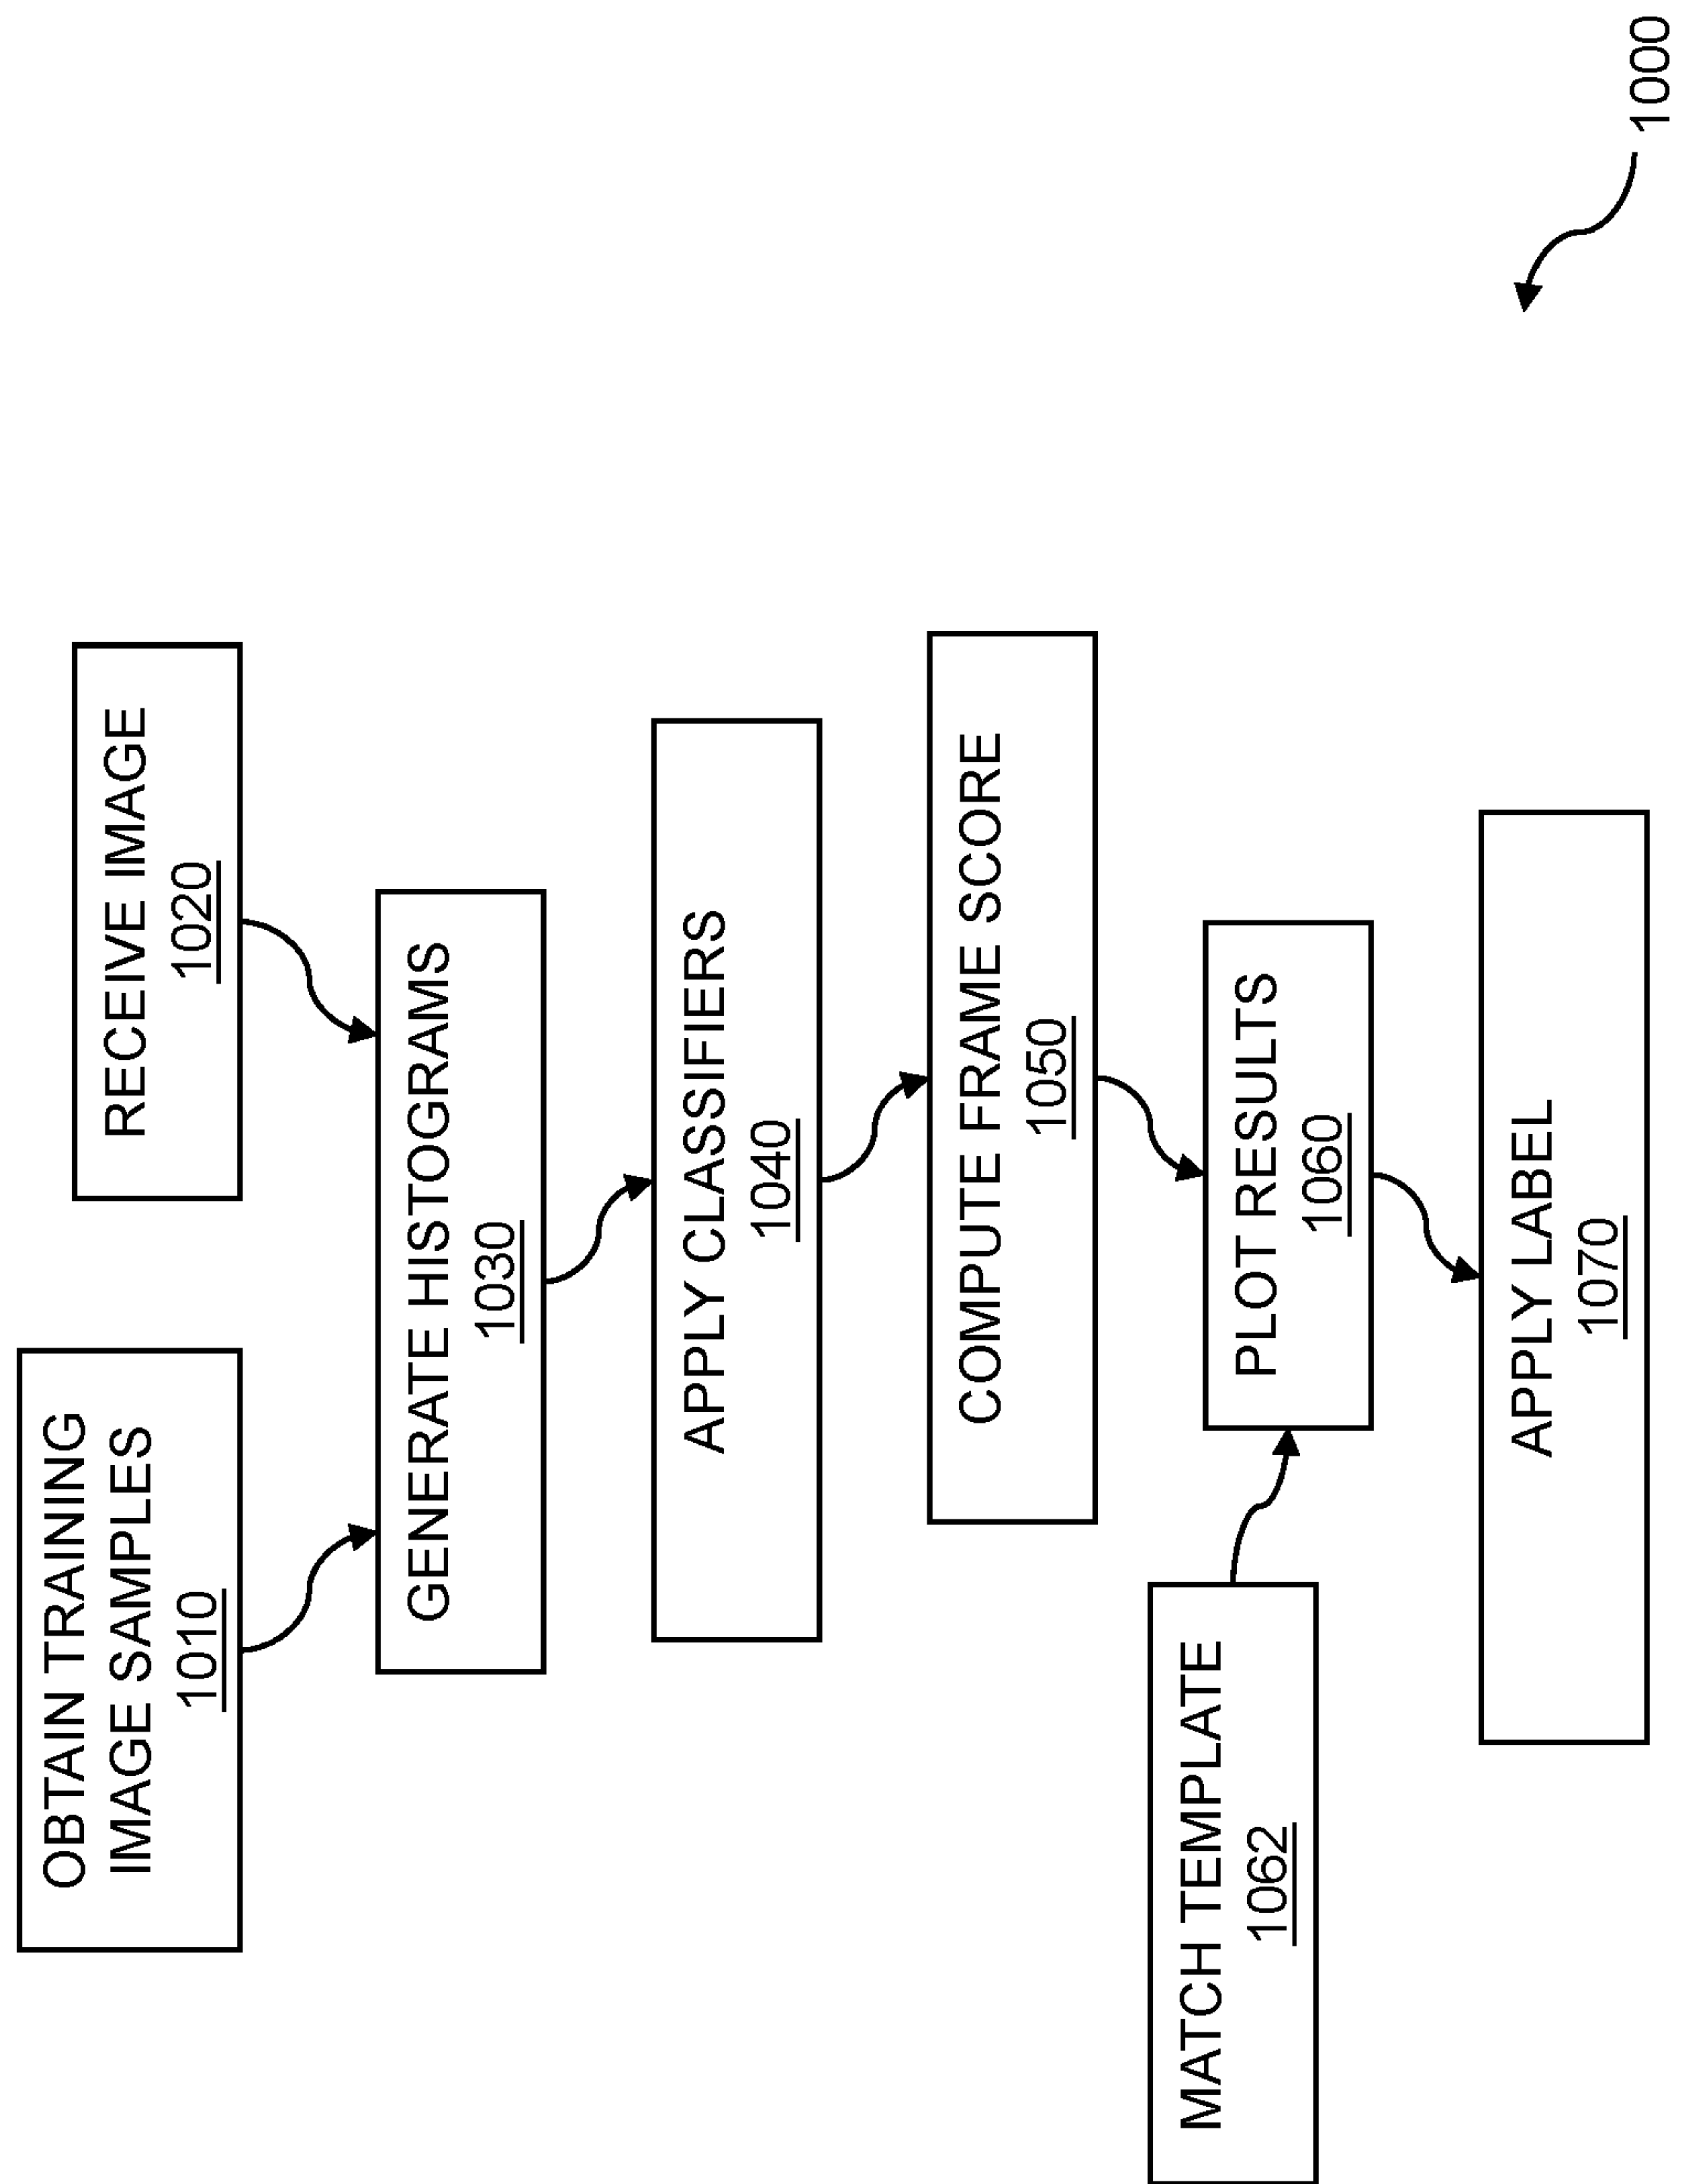 OBTAIN TRAINING
IMAGE SAMPLES
1010
RECEIVE IMAGE
1020
GENERATE HISTOGRAMS
1030
APPLY CLASSIFIERS
1040
COMPUTE FRAME SCORE
1050
MATCH TEMPLATE
1062
PLOT RESULTS
1060
APPLY LABEL
1070
1000